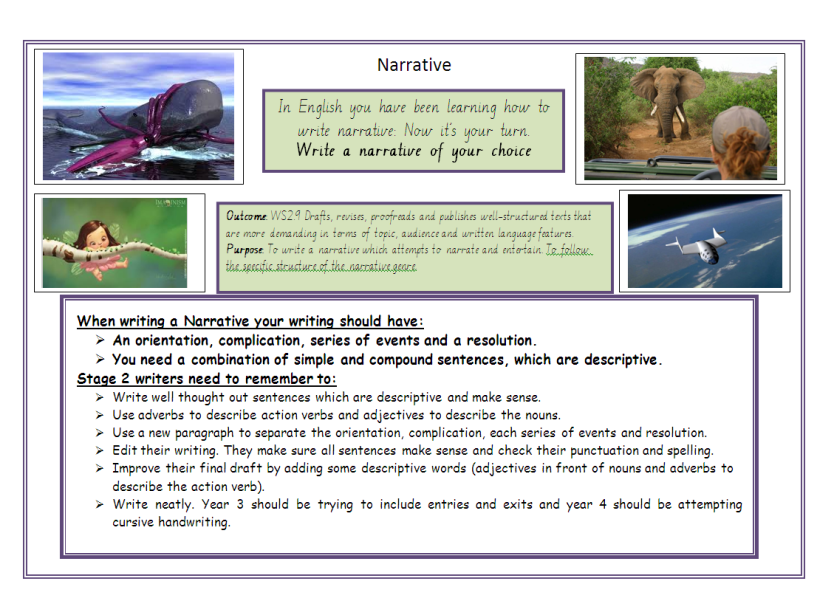 Narrative
In English you have been learning how to
write narrative. Now it's your turn.
Write a narrative of your choice
Outcome: WS2.9 Drafts, revises, proofreads and publishes well-structured texts that
are more demanding in terms of topic, audience and written language features.
Purpose: To write a narrative which attempts to narrate and entertain. To follow
the specific structure of the narrative genre.
When writing a Narrative your writing should have:
➢ An orientation, complication, series of events and a resolution.
➢ You need a combination of simple and compound sentences, which are descriptive.
Stage 2 writers need to remember to:
➢ Write well thought out sentences which are descriptive and make sense.
➢ Use adverbs to describe action verbs and adjectives to describe the nouns.
➢ Use a new paragraph to separate the orientation, complication, each series of events and resolution.
➢ Edit their writing. They make sure all sentences make sense and check their punctuation and spelling.
➢ Improve their final draft by adding some descriptive words (adjectives in front of nouns and adverbs to
describe the action verb).
➢ Write neatly. Year 3 should be trying to include entries and exits and year 4 should be attempting
cursive handwriting.